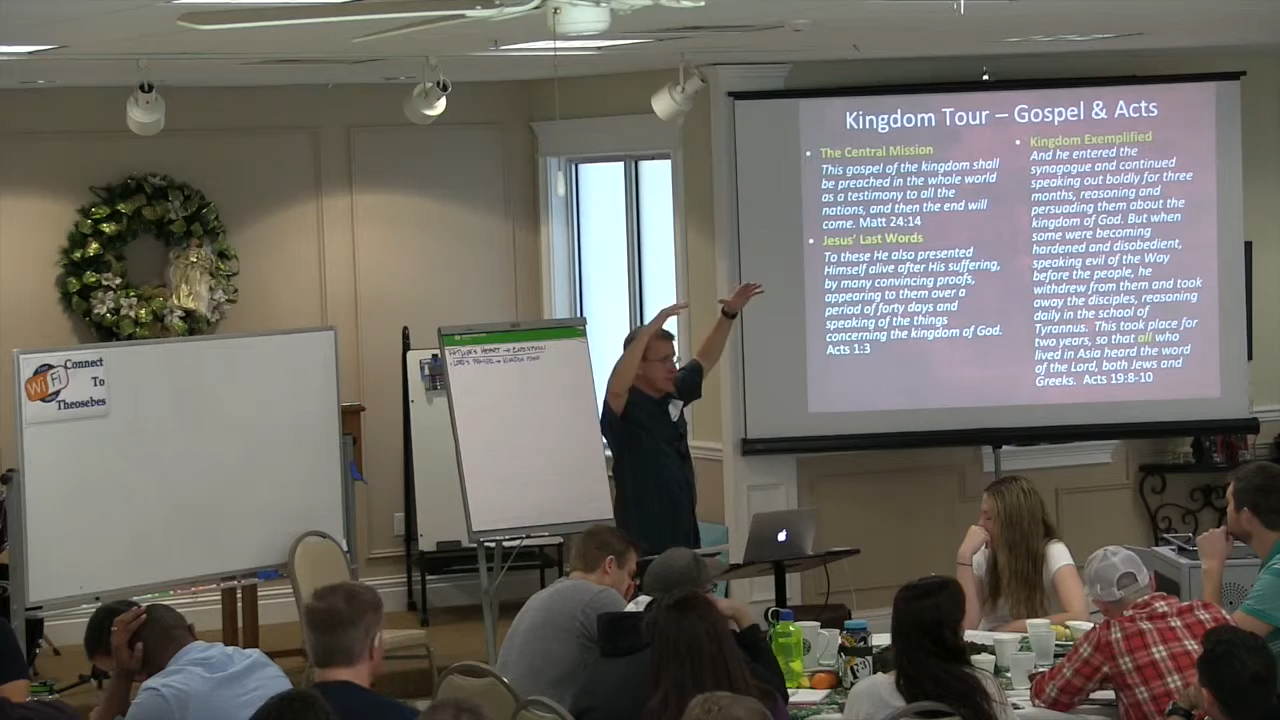 Kingdom Tour – Gospel & Acts
• The Central Mission
This gospel of the kingdom shall
be preached in the whole world
as a testimony to all the
nations, and then the end will
come. Matt 24:14
• Jesus' Last Words
To these He also presented
Himself alive after His suffering,
by many convincing proofs,
appearing to them over a
period of forty days and
speaking of the things
concerning the kingdom of God.
Acts 1:3
• Kingdom Exemplified
And he entered the
synagogue and continued
speaking out boldly for three
months, reasoning and
persuading them about the
kingdom of God. But when
some were becoming
hardened and disobedient,
speaking evil of the Way
before the people, he
withdrew from them and took
away the disciples, reasoning
daily in the school of
Tyrannus. This took place for
two years, so that all who
lived in Asia heard the word
of the Lord, both Jews and
Greeks. Acts 19:8-10
FATHER'S HEART →
LORD'S PRAYER → KINGDOM
WiFi
Connect
To
Theosebes